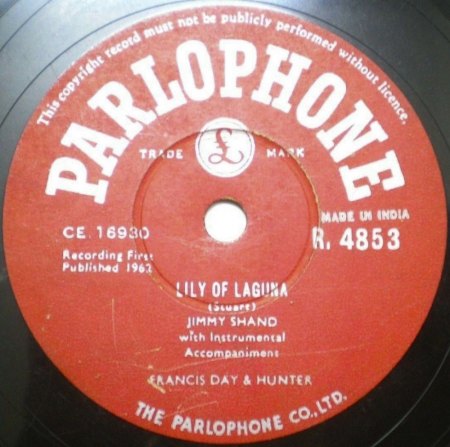 This copyright record must not be publicly performed without licence.
PARLOPHONE
TRADE £ MARK
MADE IN INDIA
CE. 16930
R. 4853
Recording First
Published 1962
LILY OF LAGUNA
(Stuart)
JIMMY SHAND
with Instrumental
Accompaniment
FRANCIS DAY & HUNTER
THE PARLOPHONE CO., LTD.